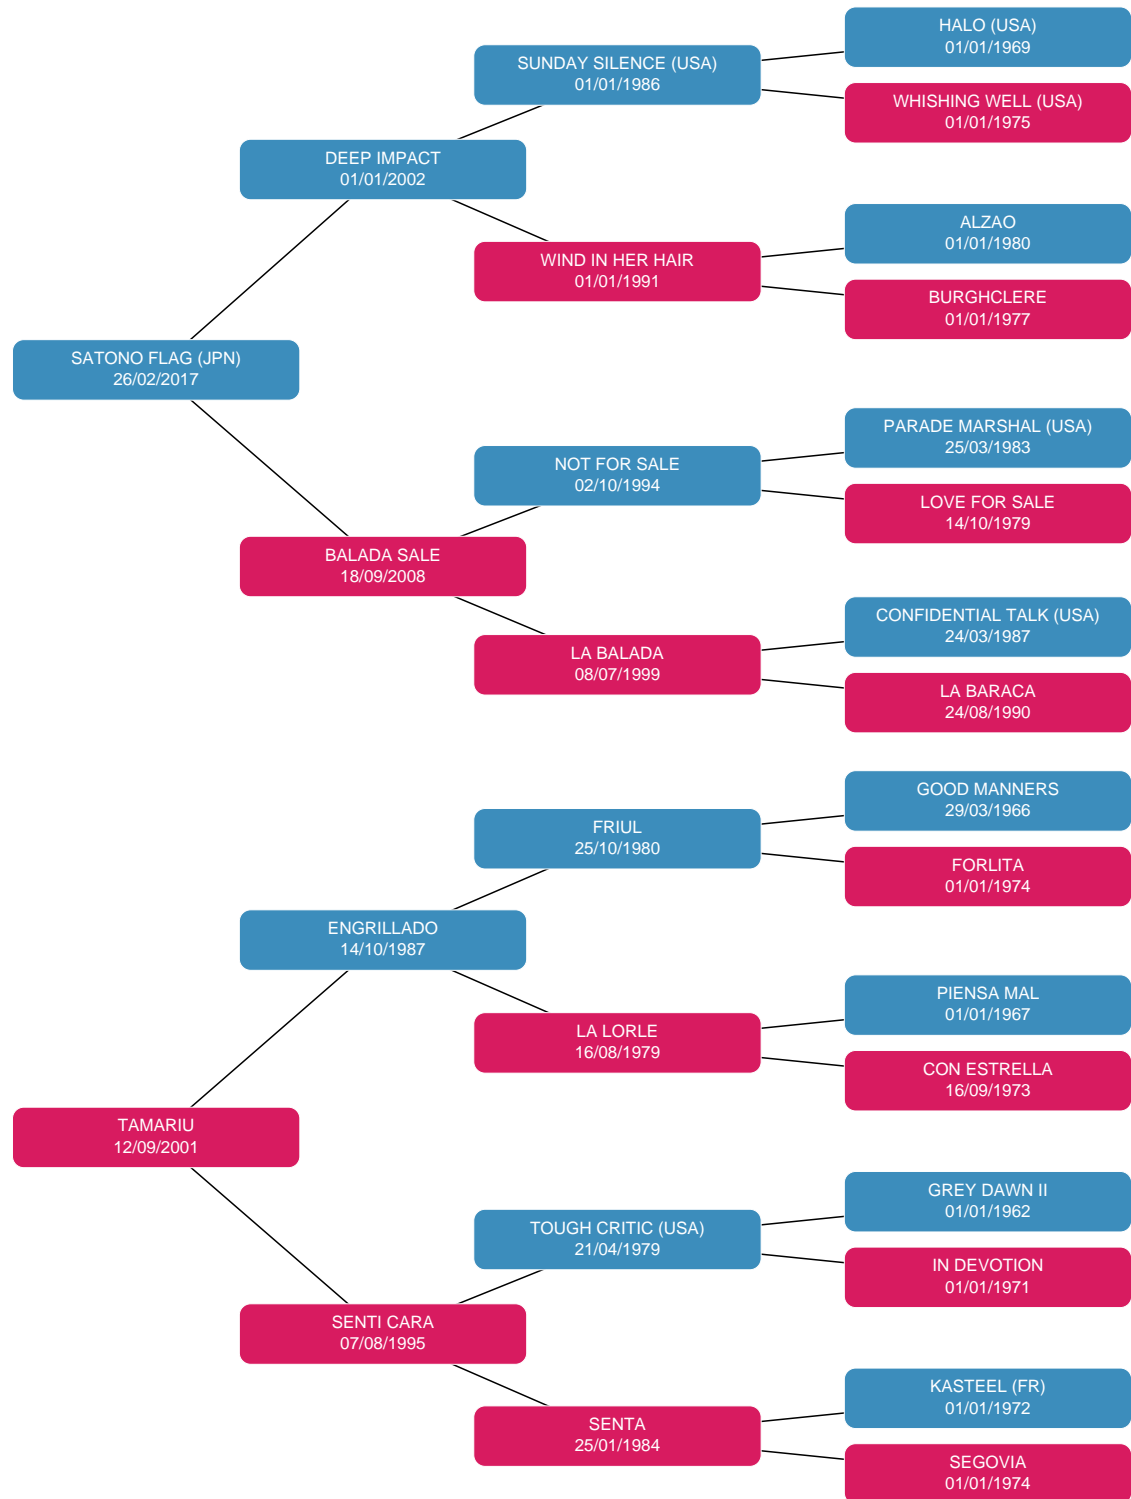 HALO (USA)
01/01/1969
SUNDAY SILENCE (USA)
01/01/1986
WHISHING WELL (USA)
01/01/1975
DEEP IMPACT
01/01/2002
ALZAO
01/01/1980
WIND IN HER HAIR
01/01/1991
BURGHCLERE
01/01/1977
SATONO FLAG (JPN)
26/02/2017
PARADE MARSHAL (USA)
25/03/1983
NOT FOR SALE
02/10/1994
LOVE FOR SALE
14/10/1979
BALADA SALE
18/09/2008
CONFIDENTIAL TALK (USA)
24/03/1987
LA BALADA
08/07/1999
LA BARACA
24/08/1990
GOOD MANNERS
29/03/1966
FRIUL
25/10/1980
FORLITA
01/01/1974
ENGRILLADO
14/10/1987
PIENSA MAL
01/01/1967
LA LORLE
16/08/1979
CON ESTRELLA
16/09/1973
TAMARIU
12/09/2001
GREY DAWN II
01/01/1962
TOUGH CRITIC (USA)
21/04/1979
IN DEVOTION
01/01/1971
SENTI CARA
07/08/1995
KASTEEL (FR)
01/01/1972
SENTA
25/01/1984
SEGOVIA
01/01/1974